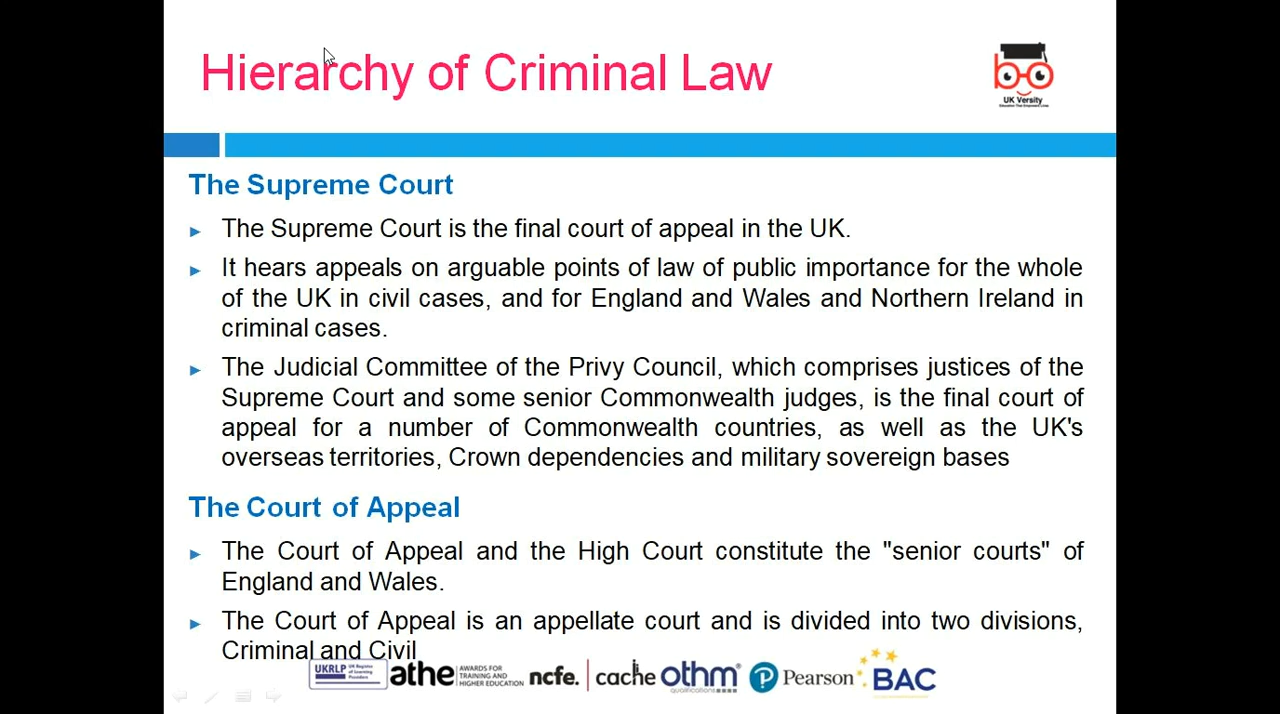 Hierarchy of Criminal Law
UK Versity
The Supreme Court
► The Supreme Court is the final court of appeal in the UK.
► It hears appeals on arguable points of law of public importance for the whole
of the UK in civil cases, and for England and Wales and Northern Ireland in
criminal cases.
► The Judicial Committee of the Privy Council, which comprises justices of the
Supreme Court and some senior Commonwealth judges, is the final court of
appeal for a number of Commonwealth countries, as well as the UK's
overseas territories, Crown dependencies and military sovereign bases
The Court of Appeal
► The Court of Appeal and the High Court constitute the "senior courts" of
England and Wales.
► The Court of Appeal is an appellate court and is divided into two divisions,
Criminal and Civil
UKRLP UK Register of Learning Providers
athe AWARDS FOR TRAINING AND HIGHER EDUCATION
ncfe. cache
othm qualifications
Pearson
BAC